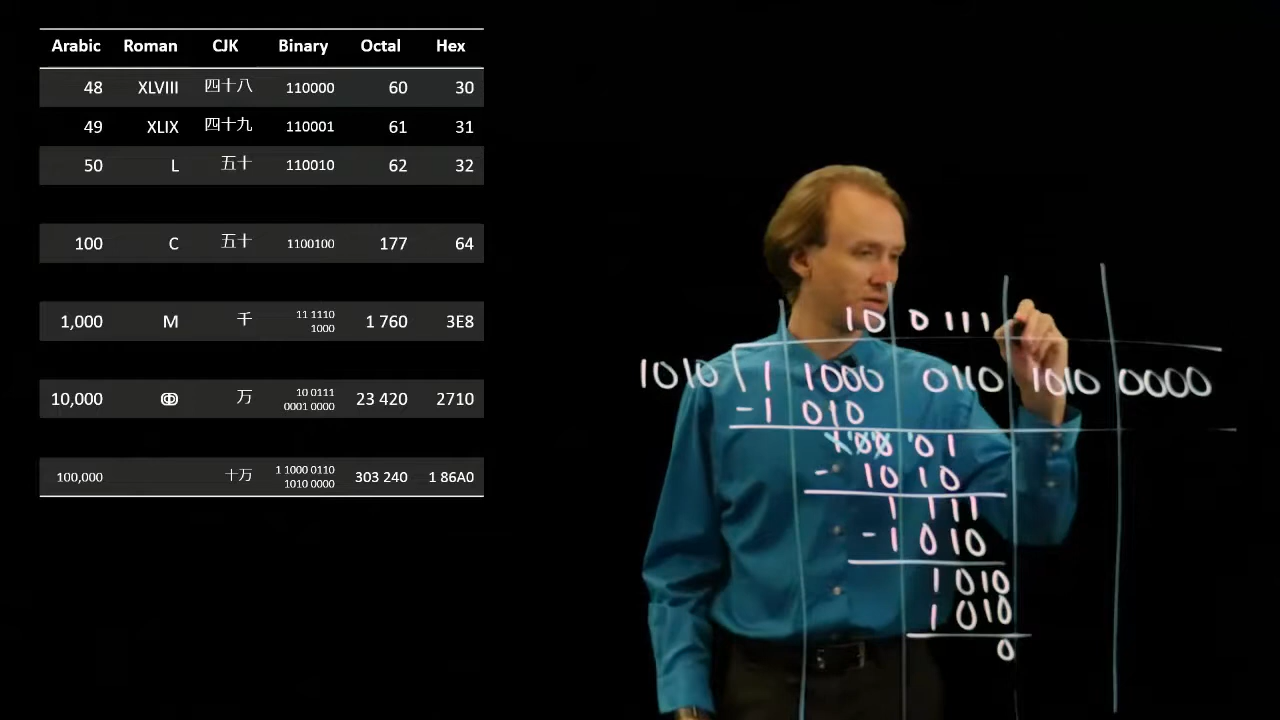 Arabic Roman CJK Binary Octal Hex
48 XLVIII 四十八 110000 60 30
49 XLIX 四十九 110001 61 31
50 L 五十 110010 62 32
100 C 五十 1100100 177 64
1,000 M 千 11 1110 1000 1 760 3E8
10,000 ↂ 万 10 0111 0001 0000 23 420 2710
100,000 十万 1 1000 0110 1010 0000 303 240 1 86A0
10 0 111
1010 1 1000 0110 1010 0000
-1 010
1 00 01
- 10 10
1 111
-1 010
1 010
1 010
0